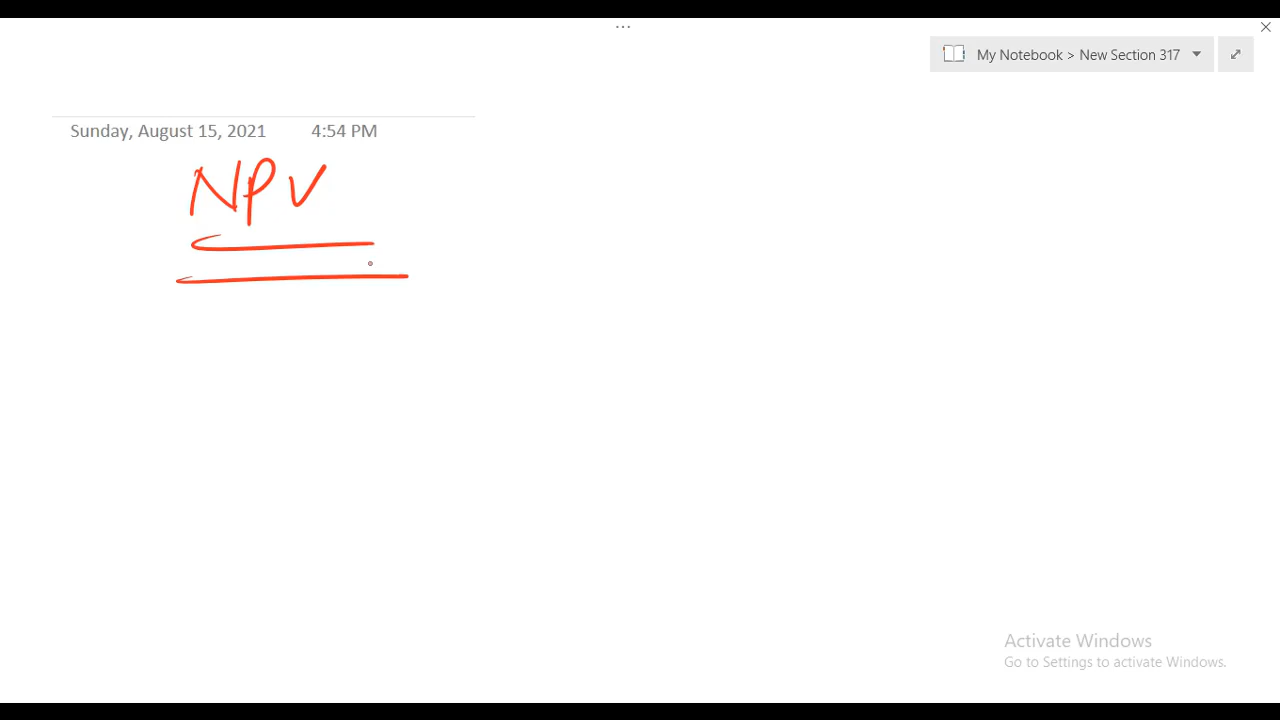 My Notebook > New Section 317
Sunday, August 15, 2021 4:54 PM
NPV
Activate Windows
Go to Settings to activate Windows.